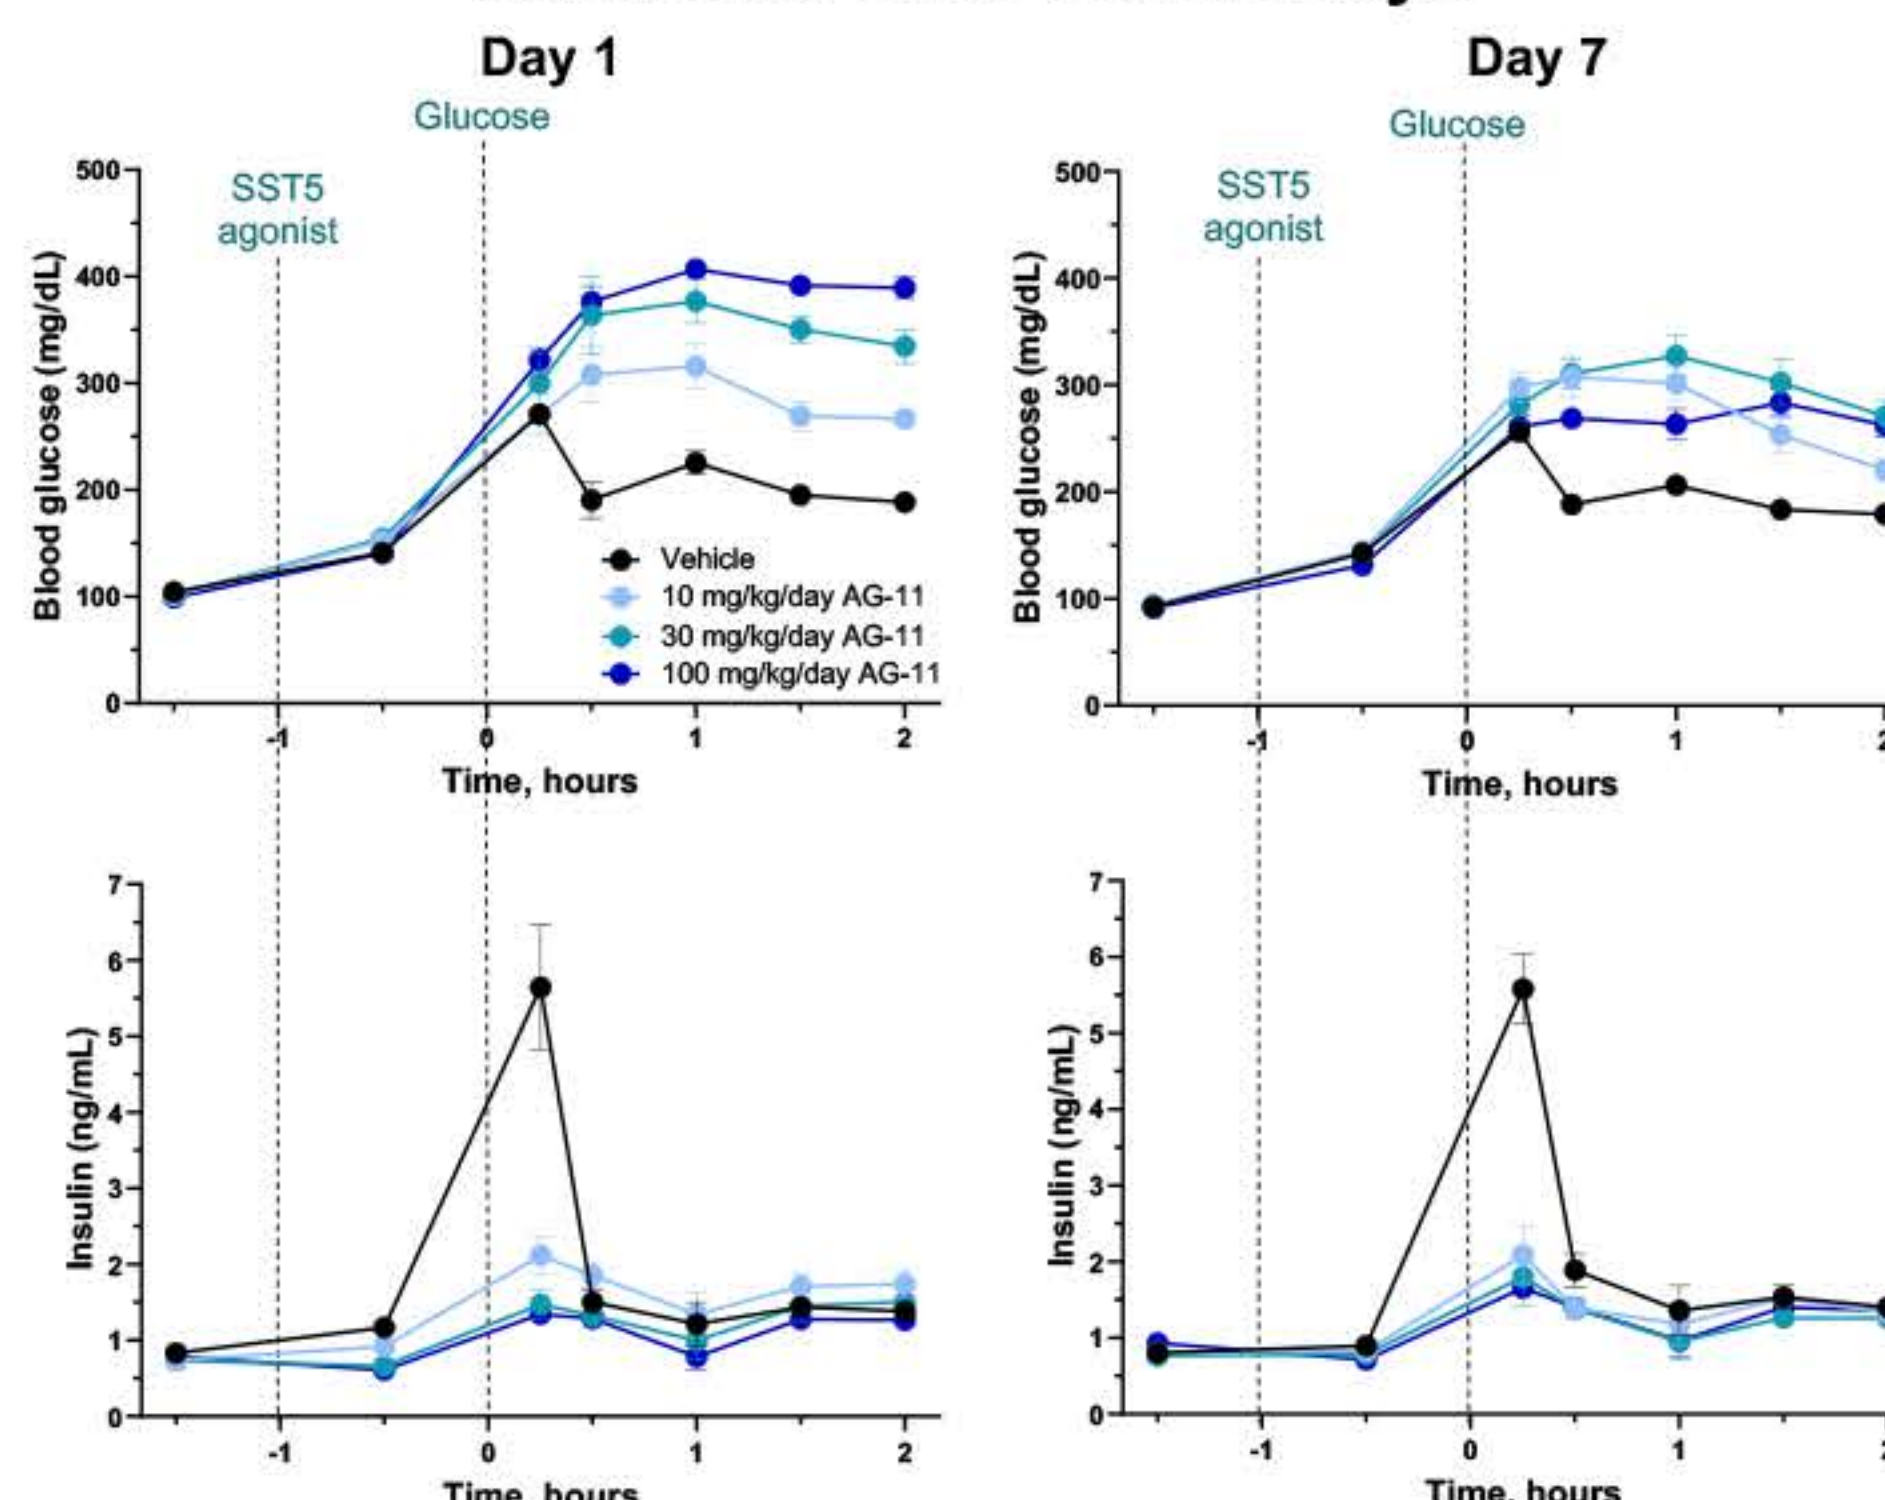 Day 1
Glucose
SST5
agonist
Blood glucose (mg/dL)
500
400
300
200
100
0
Vehicle
10 mg/kg/day AG-11
30 mg/kg/day AG-11
100 mg/kg/day AG-11
-1
0
1
2
Time, hours
Day 7
Glucose
SST5
agonist
Blood glucose (mg/dL)
500
400
300
200
100
0
-1
0
1
Time, hours
Insulin (ng/mL)
7
6
5
4
3
2
1
0
-1
0
1
2
Time, hours
Insulin (ng/mL)
7
6
5
4
3
2
1
0
-1
0
1
Time, hours